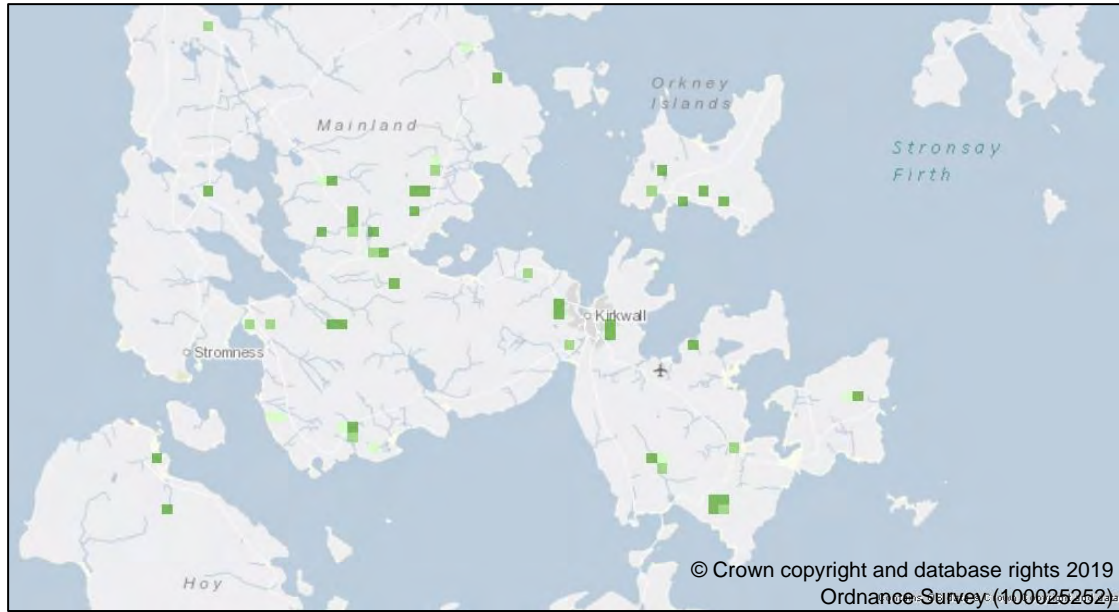 Orkney
Islands
Mainland
Stronsay
Firth
Kirkwall
Stromness
Hoy
© Crown copyright and database rights 2019
Ordnance Survey (100025252)